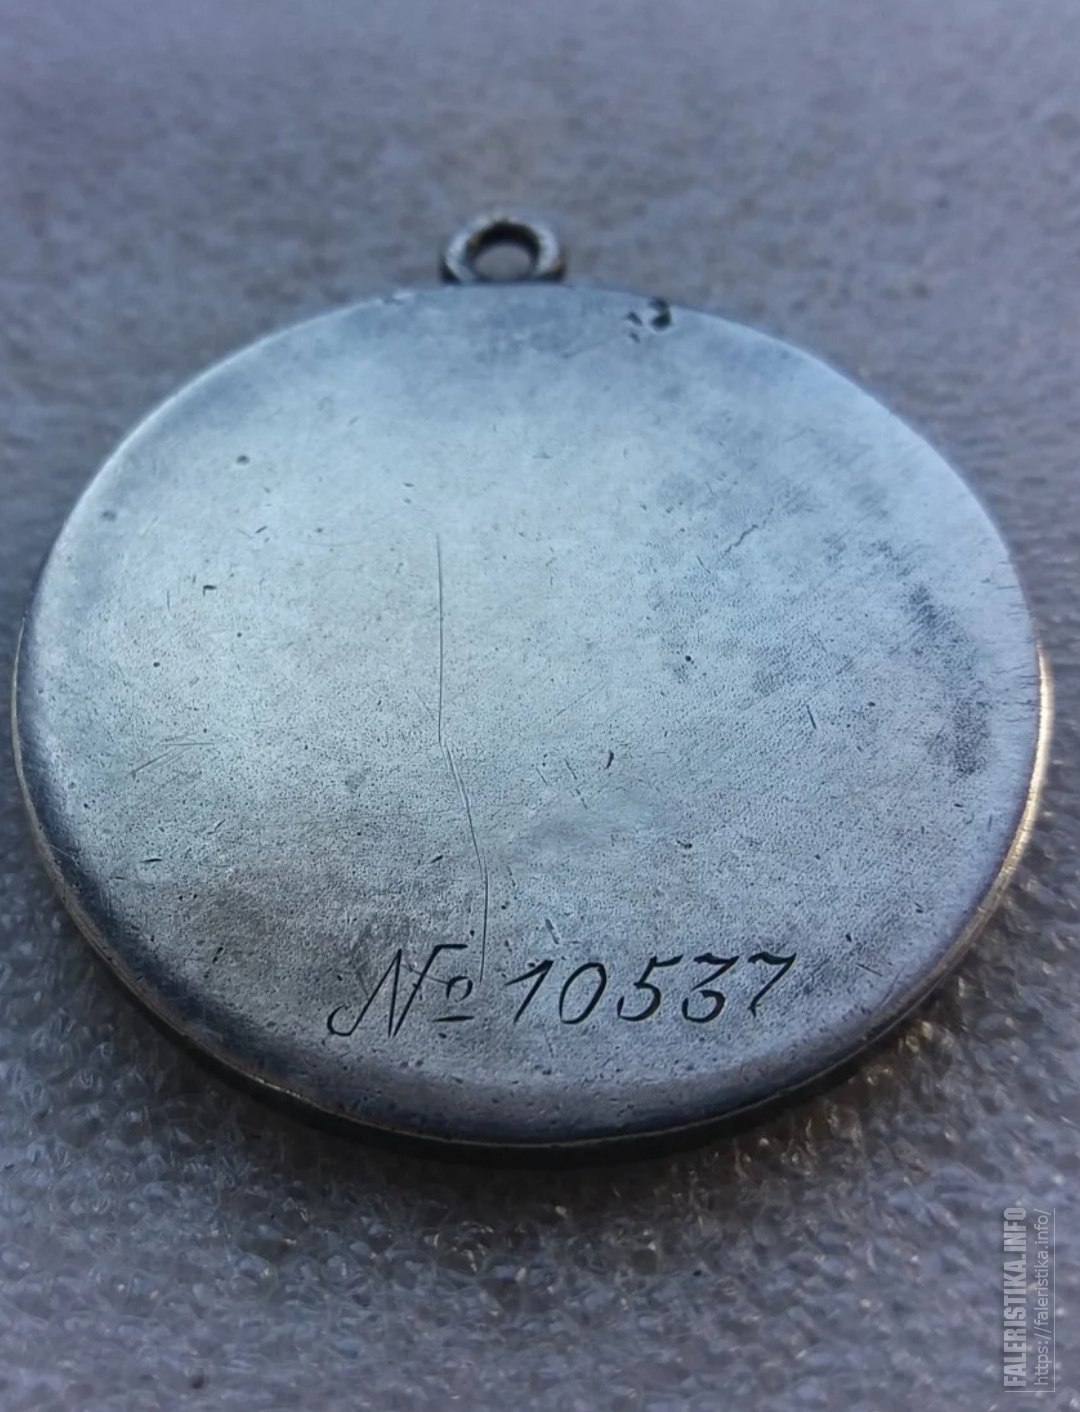 № 10537
FALERISTIKA.INFO
https://faleristika.info/